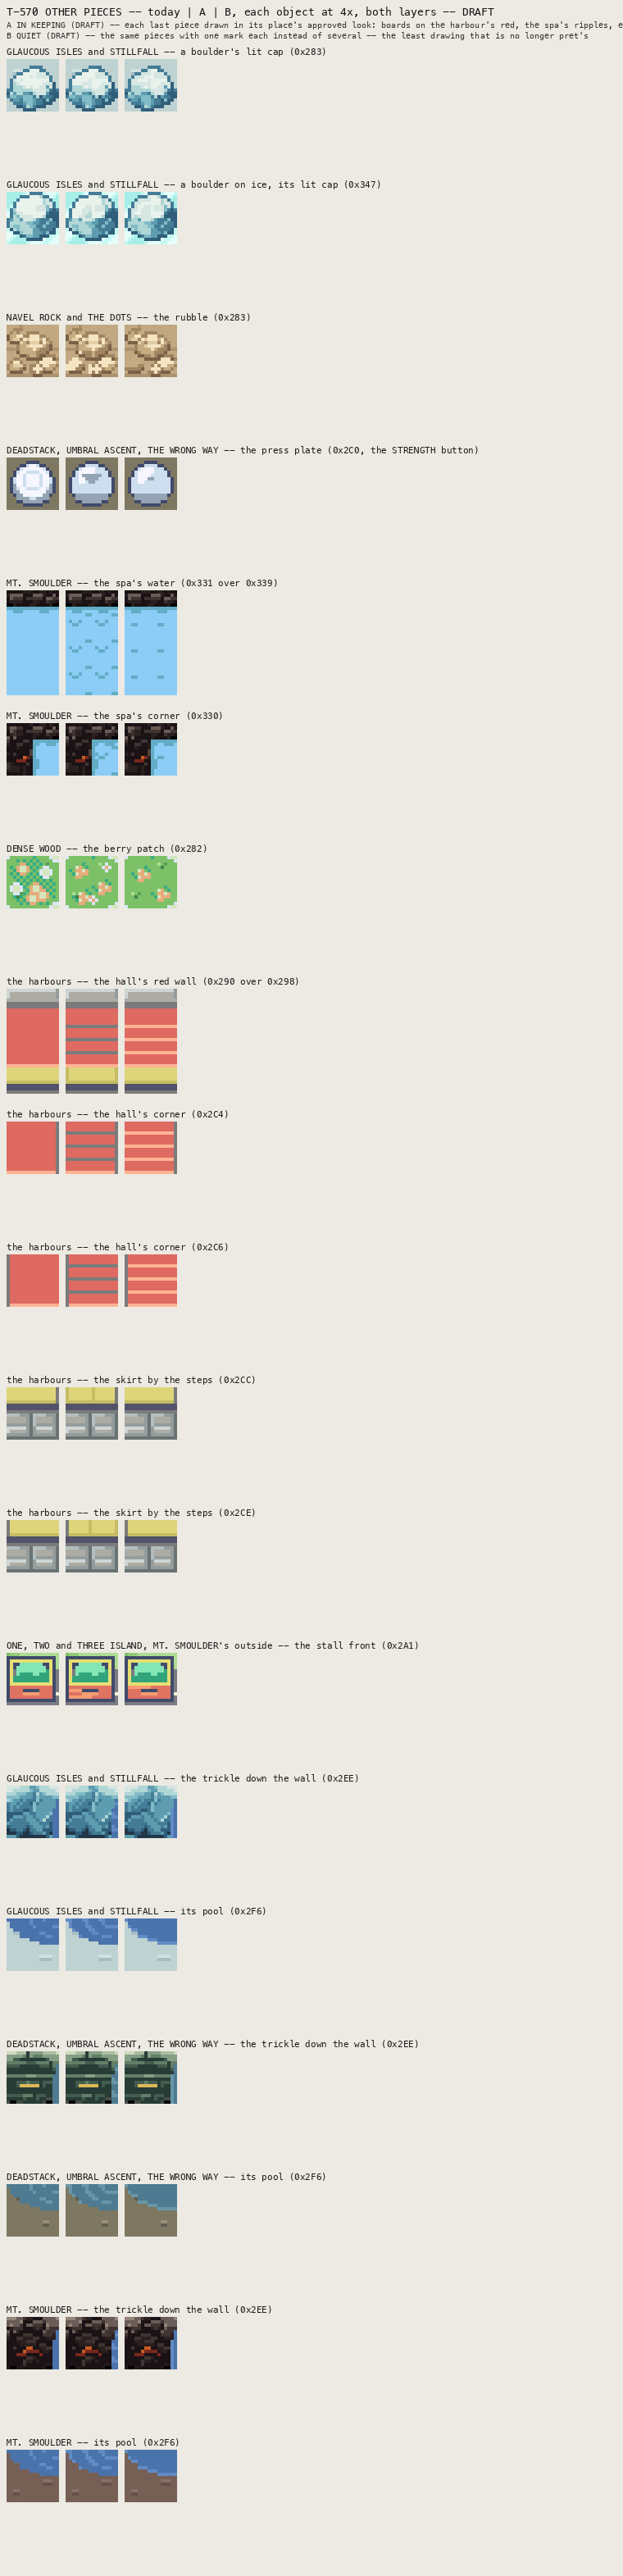 T-570 OTHER PIECES -- today | A | B, each object at 4x, both layers -- DRAFT
A IN KEEPING (DRAFT) -- each last piece drawn in its place's approved look: boards on the harbour's red, the spa's ripples, e
B QUIET (DRAFT) -- the same pieces with one mark each instead of several -- the least drawing that is no longer pret's
GLAUCOUS ISLES and STILLFALL -- a boulder's lit cap (0x283)
GLAUCOUS ISLES and STILLFALL -- a boulder on ice, its lit cap (0x347)
NAVEL ROCK and THE DOTS -- the rubble (0x283)
DEADSTACK, UMBRAL ASCENT, THE WRONG WAY -- the press plate (0x2C0, the STRENGTH button)
MT. SMOULDER -- the spa's water (0x331 over 0x339)
MT. SMOULDER -- the spa's corner (0x330)
DENSE WOOD -- the berry patch (0x282)
the harbours -- the hall's red wall (0x290 over 0x298)
the harbours -- the hall's corner (0x2C4)
the harbours -- the hall's corner (0x2C6)
the harbours -- the skirt by the steps (0x2CC)
the harbours -- the skirt by the steps (0x2CE)
ONE, TWO and THREE ISLAND, MT. SMOULDER's outside -- the stall front (0x2A1)
GLAUCOUS ISLES and STILLFALL -- the trickle down the wall (0x2EE)
GLAUCOUS ISLES and STILLFALL -- its pool (0x2F6)
DEADSTACK, UMBRAL ASCENT, THE WRONG WAY -- the trickle down the wall (0x2EE)
DEADSTACK, UMBRAL ASCENT, THE WRONG WAY -- its pool (0x2F6)
MT. SMOULDER -- the trickle down the wall (0x2EE)
MT. SMOULDER -- its pool (0x2F6)